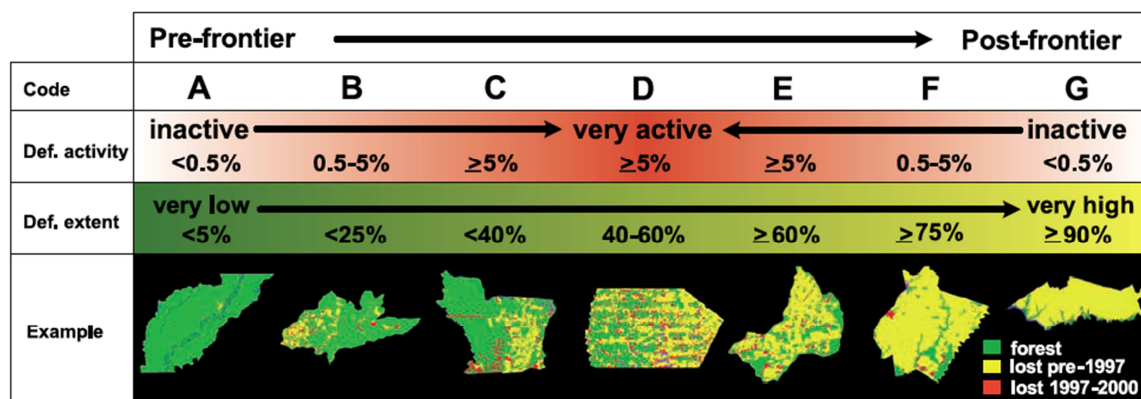 Pre-frontier Post-frontier
Code A B C D E F G
Def. activity inactive very active inactive
<0.5% 0.5-5% ≥5% ≥5% ≥5% 0.5-5% <0.5%
Def. extent very low very high
<5% <25% <40% 40-60% ≥60% ≥75% ≥90%
Example
forest
lost pre-1997
lost 1997-2000